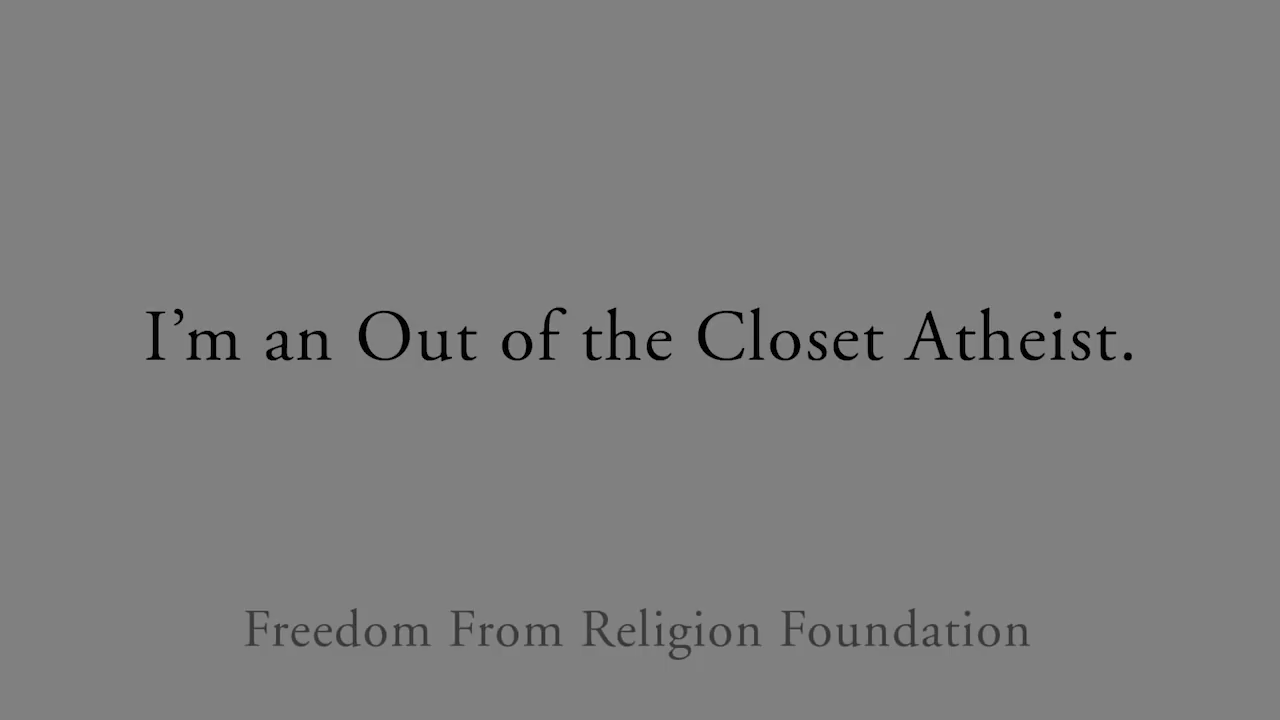 I’m an Out of the Closet Atheist.
Freedom From Religion Foundation